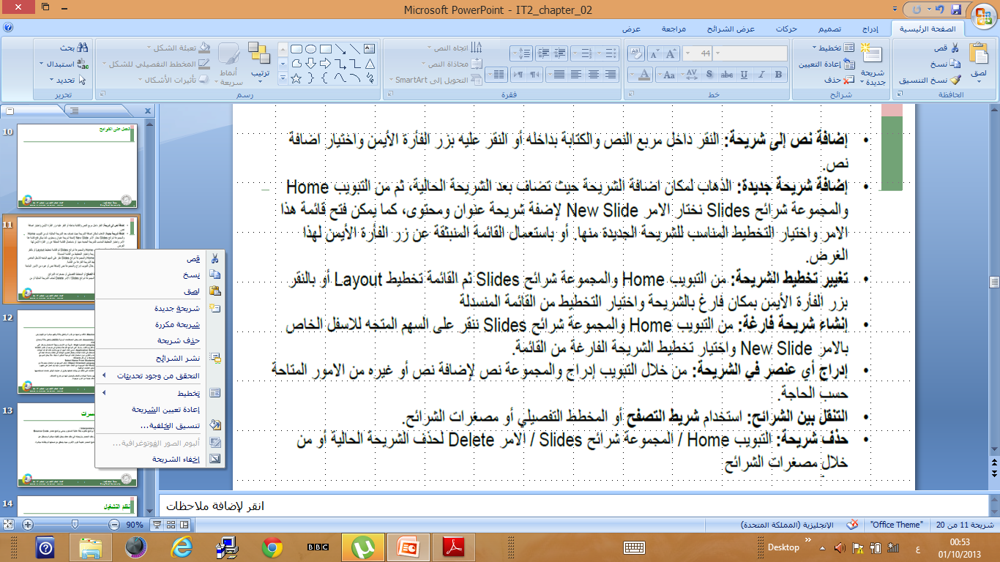 Microsoft PowerPoint - IT2_chapter_02
الصفحة الرئيسية
إدراج
تصميم
حركات
عرض الشرائح
مراجعة
عرض
لصق
قص
نسخ
نسخ التنسيق
الحافظة
شريحة جديدة
تخطيط
إعادة التعيين
حذف
شرائح
44
خط
فقرة
اتجاه النص
محاذاة النص
التحويل إلى SmartArt
رسم
ترتيب
أنماط سريعة
تعبئة الشكل
المخطط التفصيلي للشكل
تأثيرات الأشكال
بحث
استبدال
تحديد
تحرير
10
11
12
13
14
نظم التشغيل
قص
نسخ
لصق
شريحة جديدة
شريحة مكررة
حذف شريحة
نشر الشرائح
التحقق من وجود تحديثات
تخطيط
إعادة تعيين الشريحة
تنسيق الخلفية...
ألبوم الصور الفوتوغرافية...
إخفاء الشريحة
• إضافة نص إلى شريحة: النقر داخل مربع النص والكتابة بداخله أو النقر عليه بزر الفأرة الأيمن واختيار اضافة
نص.
• إضافة شريحة جديدة: الذهاب لمكان اضافة الشريحة حيث تضاف بعد الشريحة الحالية، ثم من التبويب Home
والمجموعة شرائح Slides نختار الامر New Slide لإضفة شريحة عنوان ومحتوى، كما يمكن فتح قائمة هذا
الامر واختيار التخطيط المناسب للشريحة الجديدة منها. أو باستعمال القائمة المنبثقة عن زر الفأرة الأيمن لهذا
الغرض.
• تغيير تخطيط الشريحة: من التبويب Home والمجموعة شرائح Slides ثم القائمة تخطيط Layout أو بالنقر
بزر الفأرة الأيمن بمكان فارغ بالشريحة واختيار التخطيط من القائمة المنسدلة
• إنشاء شريحة فارغة: من التبويب Home والمجموعة شرائح Slides ننقر على السهم المتجه للاسفل الخاص
بالامر New Slide واختيار تخطيط الشريحة الفارغة من القائمة.
• إدراج أي عنصر في الشريحة: من خلال التبويب إدراج والمجموعة نص لإضافة نص أو غيره من الامور المتاحة
حسب الحاجة.
• التنقل بين الشرائح: استخدام شريط التصفح أو المخطط التفصيلي أو مصغرات الشرائح.
• حذف شريحة: التبويب Home / المجموعة شرائح Slides / الامر Delete لحذف الشريحة الحالية أو من
خلال مصغرات الشرائح
انقر لإضافة ملاحظات
شريحة 11 من 20
"Office Theme"
الإنجليزية (المملكة المتحدة)
90%
BBC
Desktop
ع
00:53
01/10/2013